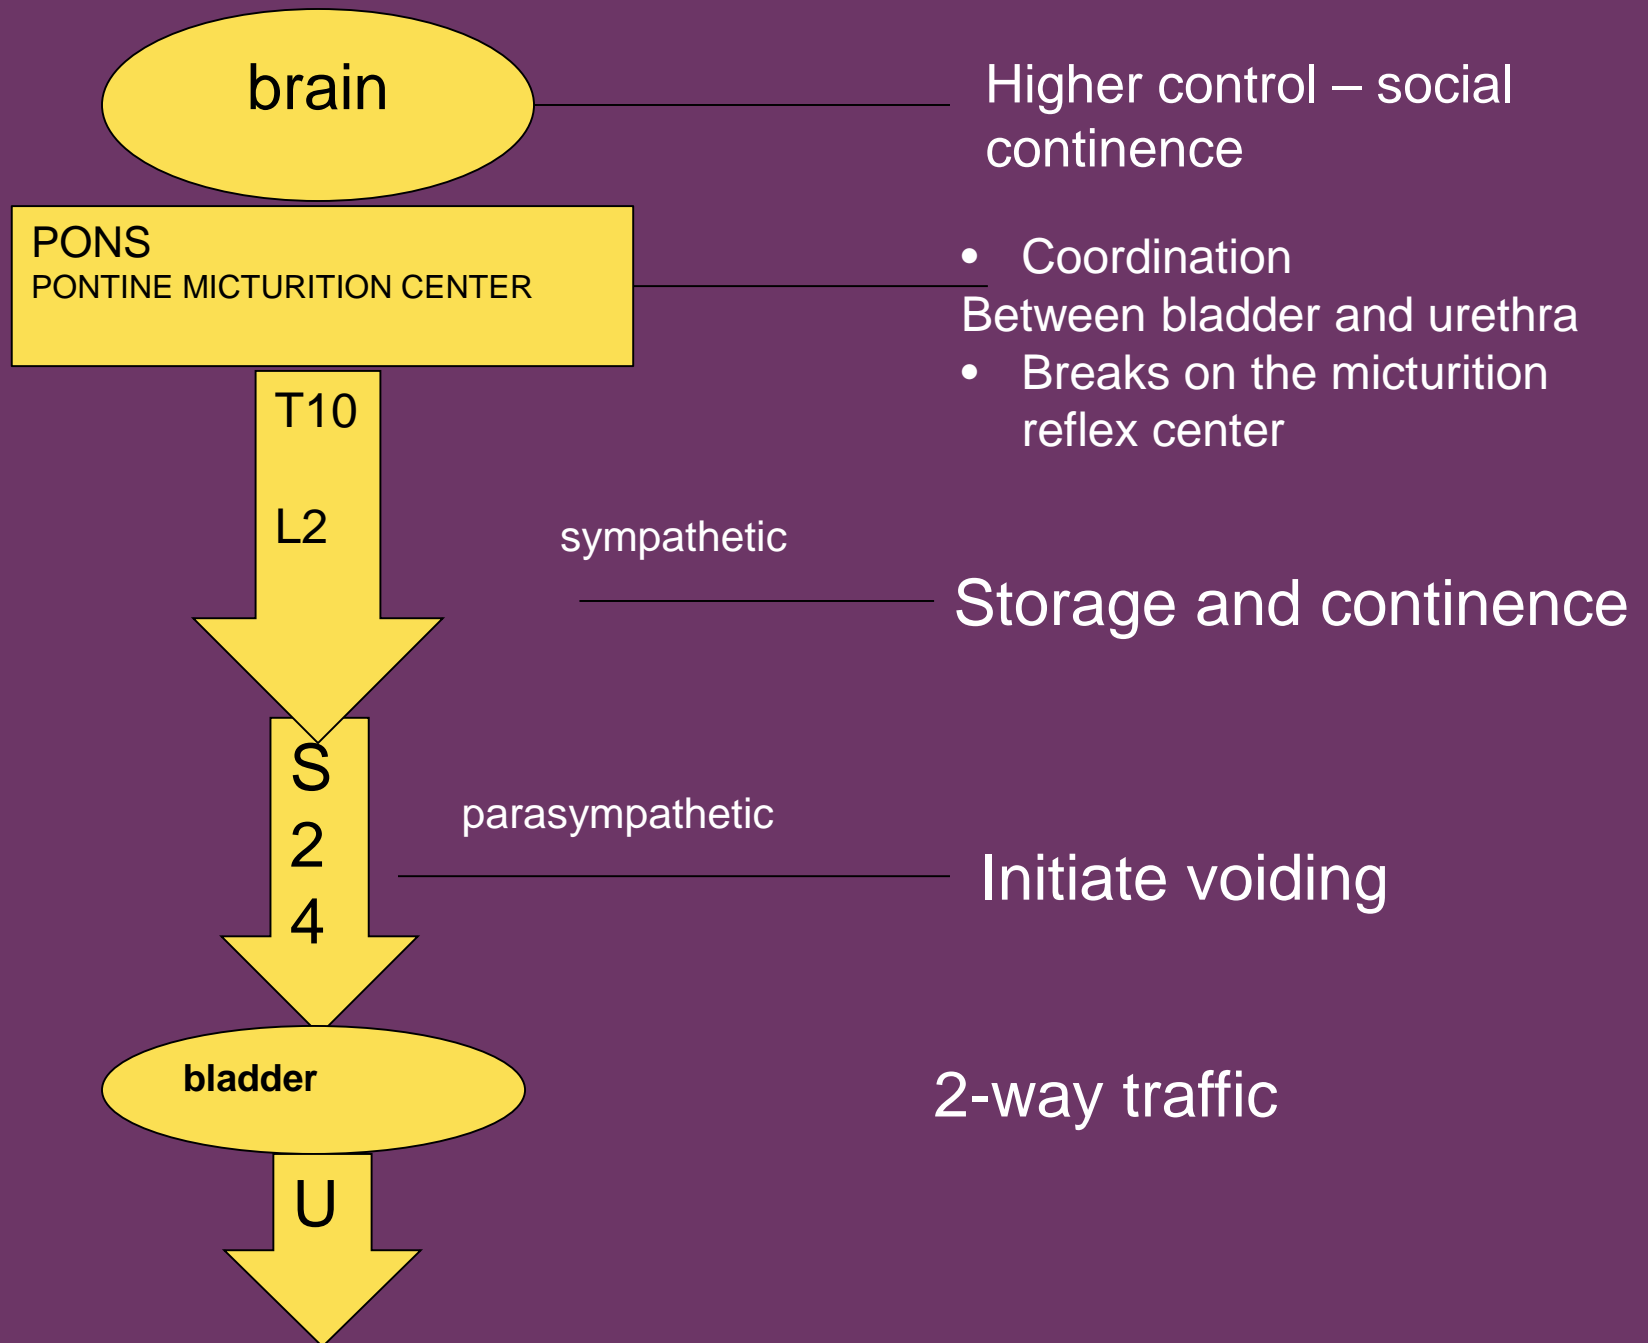 brain
Higher control – social
continence
PONS
PONTINE MICTURITION CENTER
• Coordination
Between bladder and urethra
• Breaks on the micturition
reflex center
T10
L2
sympathetic
Storage and continence
S
2
4
parasympathetic
Initiate voiding
bladder
2-way traffic
U